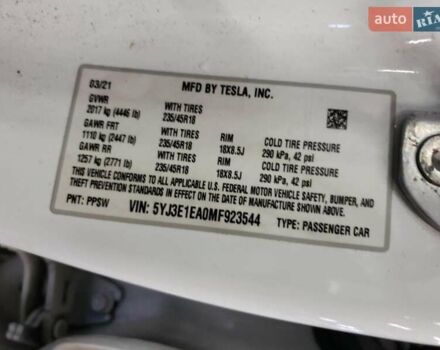 auto RIA
03/21 MFD BY TESLA, INC.
GVWR WITH TIRES
2017 kg (4446 lb) 235/45R18
GAWR FRT WITH TIRES RIM COLD TIRE PRESSURE
1110 kg (2447 lb) 235/45R18 18X8.5J 290 kPa, 42 psi
GAWR RR WITH TIRES RIM COLD TIRE PRESSURE
1257 kg (2771 lb) 235/45R18 18X8.5J 290 kPa, 42 psi
THIS VEHICLE CONFORMS TO ALL APPLICABLE U.S. FEDERAL MOTOR VEHICLE SAFETY, BUMPER, AND
THEFT PREVENTION STANDARDS IN EFFECT ON THE DATE OF MANUFACTURE SHOWN ABOVE.
VIN: 5YJ3E1EA0MF923544
PNT: PPSW TYPE: PASSENGER CAR